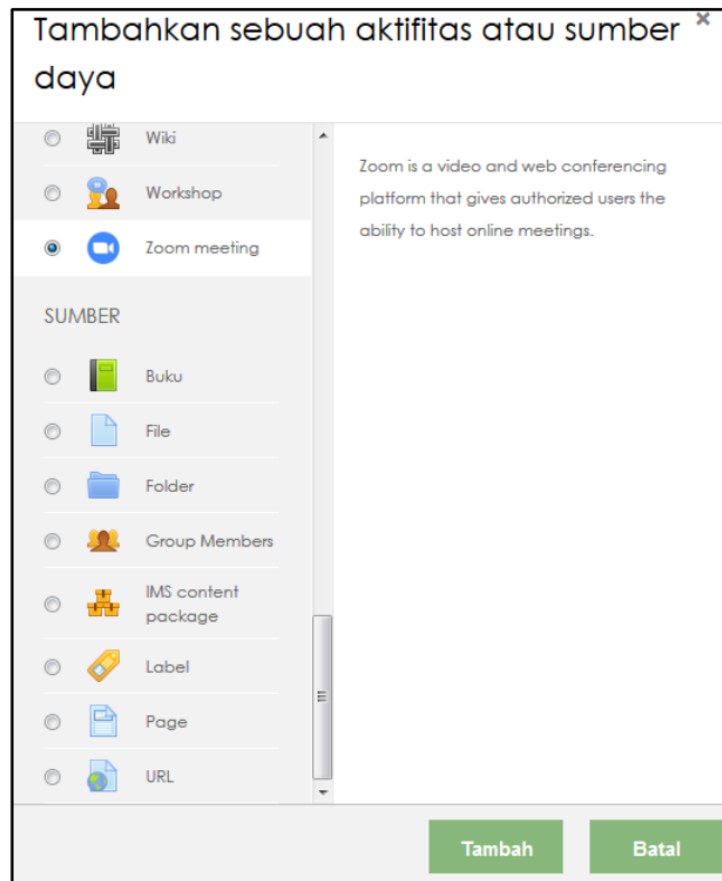 Tambahkan sebuah aktifitas atau sumber
daya
Wiki
Workshop
Zoom meeting
SUMBER
Buku
File
Folder
Group Members
IMS content
package
Label
Page
URL
Zoom is a video and web conferencing
platform that gives authorized users the
ability to host online meetings.
Tambah
Batal